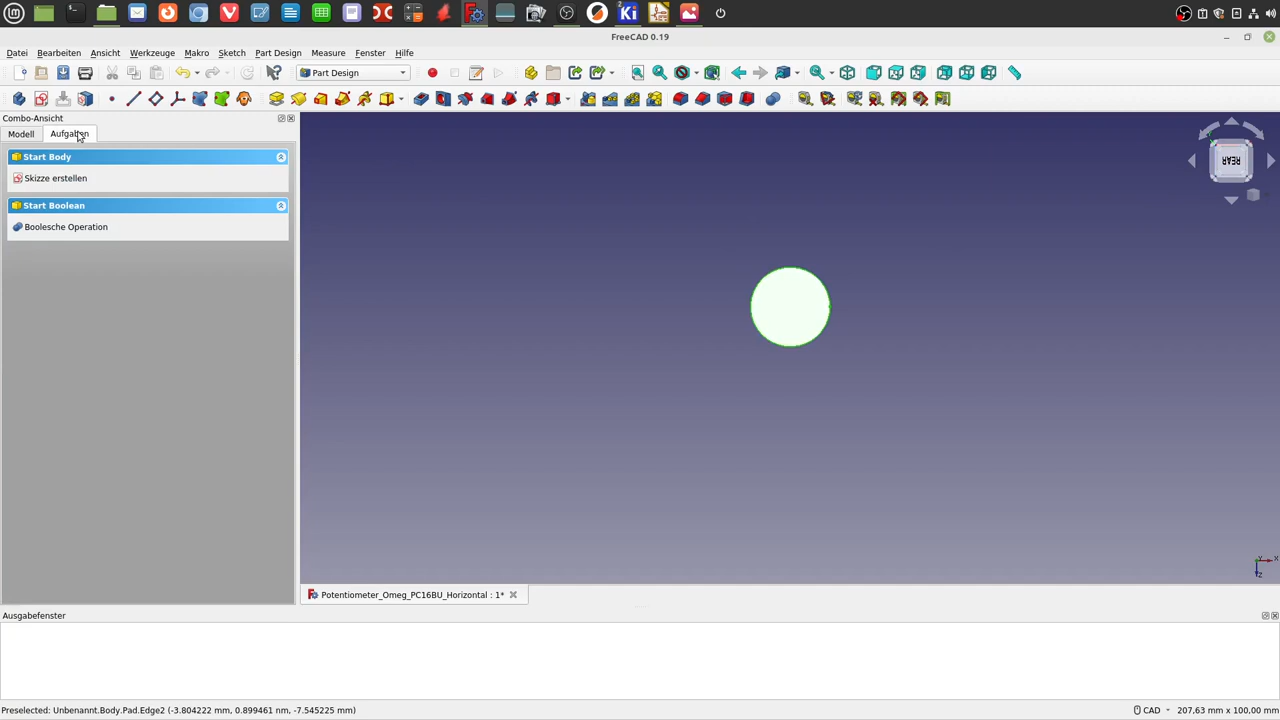 FreeCAD 0.19
Datei Bearbeiten Ansicht Werkzeuge Makro Sketch Part Design Measure Fenster Hilfe
Part Design
Combo-Ansicht
Modell Aufgaben
Start Body
Skizze erstellen
Start Boolean
Boolesche Operation
REAR
Potentiometer_Omeg_PC16BU_Horizontal : 1*
Ausgabefenster
Preselected: Unbenannt.Body.Pad.Edge2 (-3.804222 mm, 0.899461 nm, -7.545225 mm)
CAD
207,63 mm x 100,00 mm